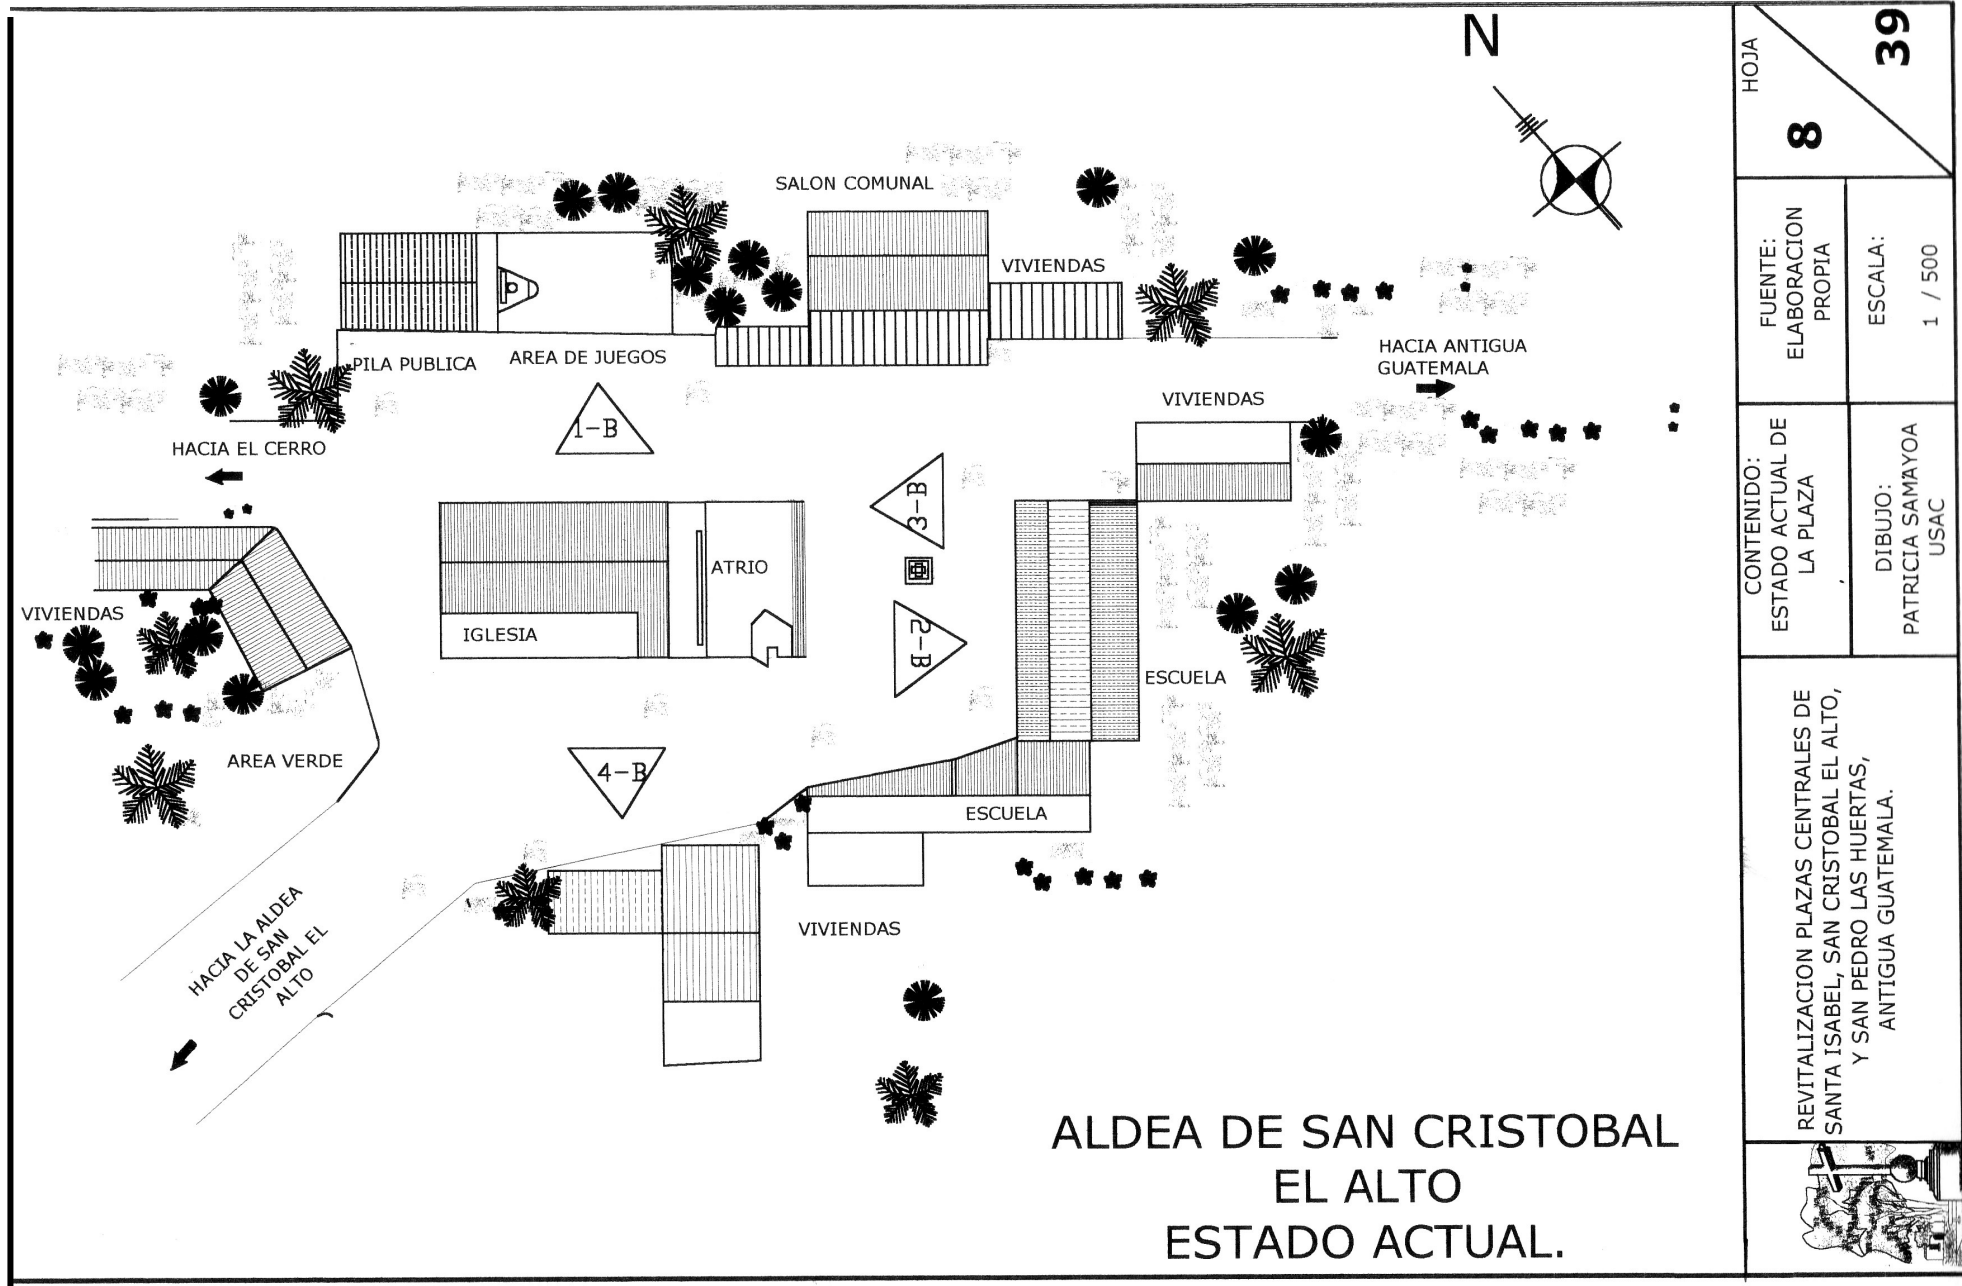 N
SALON COMUNAL
VIVIENDAS
PILA PUBLICA
AREA DE JUEGOS
HACIA ANTIGUA
GUATEMALA
VIVIENDAS
1-B
HACIA EL CERRO
3-B
ATRIO
VIVIENDAS
IGLESIA
2-B
ESCUELA
AREA VERDE
4-B
ESCUELA
VIVIENDAS
HACIA LA ALDEA
DE SAN
CRISTOBAL EL
ALTO
ALDEA DE SAN CRISTOBAL
EL ALTO
ESTADO ACTUAL.
REVITALIZACION PLAZAS CENTRALES DE
SANTA ISABEL, SAN CRISTOBAL EL ALTO,
Y SAN PEDRO LAS HUERTAS,
ANTIGUA GUATEMALA.
CONTENIDO:
ESTADO ACTUAL DE
LA PLAZA
DIBUJO:
PATRICIA SAMAYOA
USAC
FUENTE:
ELABORACION
PROPIA
ESCALA:
1 / 500
HOJA
8
39